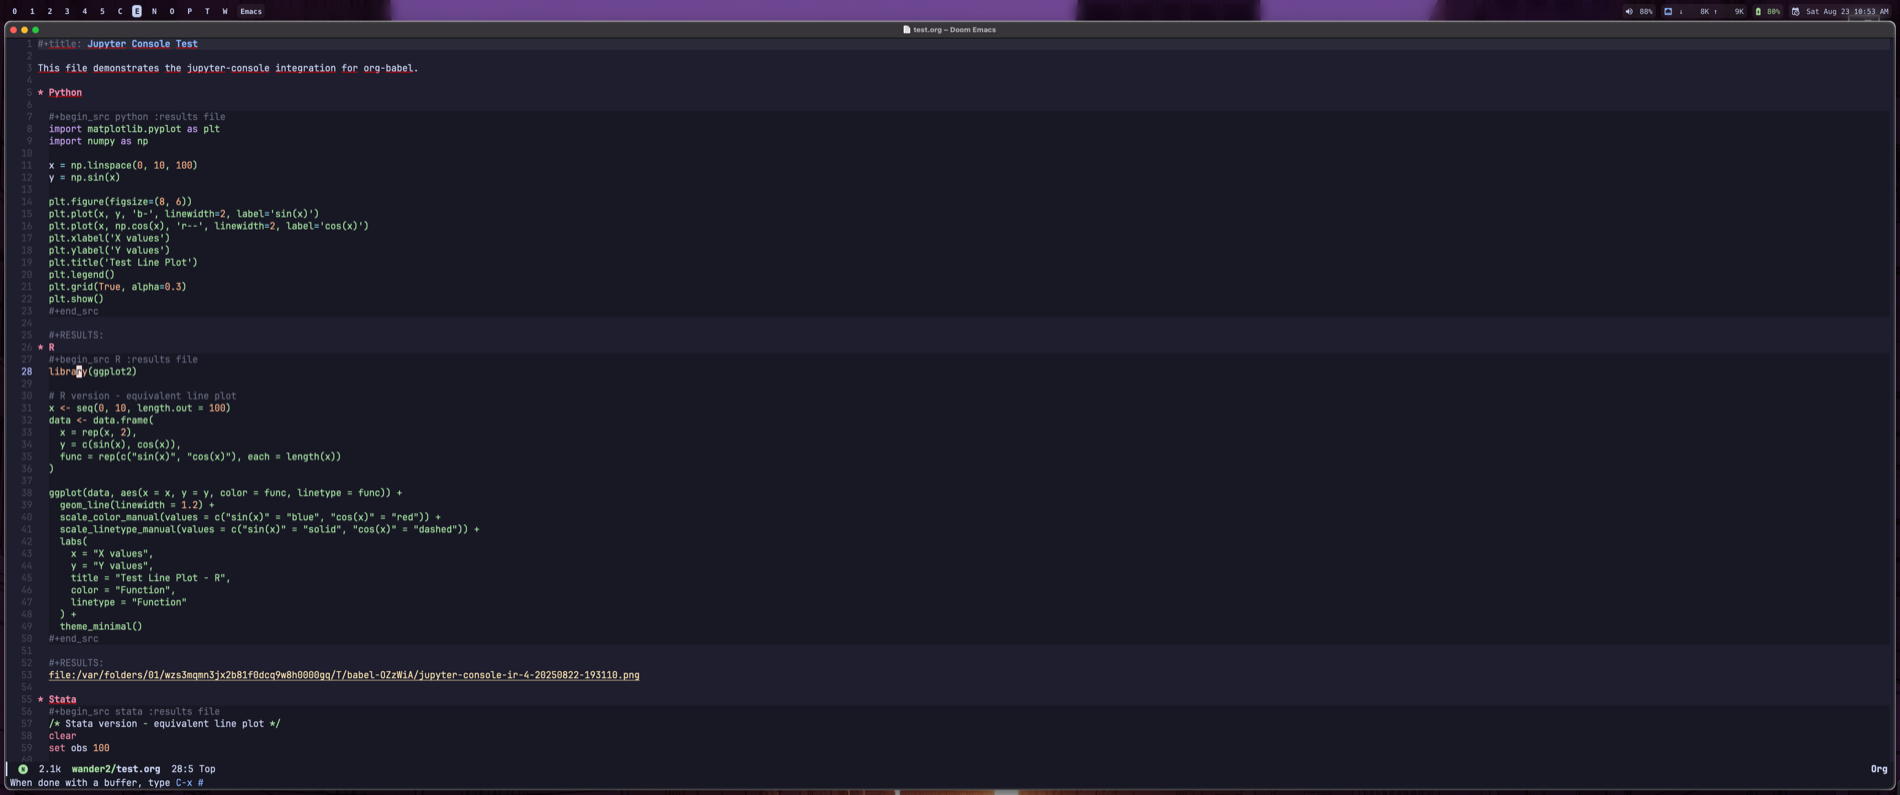 0 1 2 3 4 5 C E N O P T W Emacs
88% ↓ 8K ↑ 9K 80% Sat Aug 23 10:53 AM
test.org – Doom Emacs
1 #+title: Jupyter Console Test
2
3 This file demonstrates the jupyter-console integration for org-babel.
4
5 * Python
6
7 #+begin_src python :results file
8 import matplotlib.pyplot as plt
9 import numpy as np
10
11 x = np.linspace(0, 10, 100)
12 y = np.sin(x)
13
14 plt.figure(figsize=(8, 6))
15 plt.plot(x, y, 'b-', linewidth=2, label='sin(x)')
16 plt.plot(x, np.cos(x), 'r--', linewidth=2, label='cos(x)')
17 plt.xlabel('X values')
18 plt.ylabel('Y values')
19 plt.title('Test Line Plot')
20 plt.legend()
21 plt.grid(True, alpha=0.3)
22 plt.show()
23 #+end_src
24
25 #+RESULTS:
26 * R
27 #+begin_src R :results file
28 library(ggplot2)
29
30 # R version - equivalent line plot
31 x <- seq(0, 10, length.out = 100)
32 data <- data.frame(
33 x = rep(x, 2),
34 y = c(sin(x), cos(x)),
35 func = rep(c("sin(x)", "cos(x)"), each = length(x))
36 )
37
38 ggplot(data, aes(x = x, y = y, color = func, linetype = func)) +
39 geom_line(linewidth = 1.2) +
40 scale_color_manual(values = c("sin(x)" = "blue", "cos(x)" = "red")) +
41 scale_linetype_manual(values = c("sin(x)" = "solid", "cos(x)" = "dashed")) +
42 labs(
43 x = "X values",
44 y = "Y values",
45 title = "Test Line Plot - R",
46 color = "Function",
47 linetype = "Function"
48 ) +
49 theme_minimal()
50 #+end_src
51
52 #+RESULTS:
53 file:/var/folders/01/wzs3mqmn3jx2b81f0dcq9w8h0000gq/T/babel-OZzWiA/jupyter-console-ir-4-20250822-193110.png
54
55 * Stata
56 #+begin_src stata :results file
57 /* Stata version - equivalent line plot */
58 clear
59 set obs 100
60
N 2.1k wander2/test.org 28:5 Top Org
When done with a buffer, type C-x #